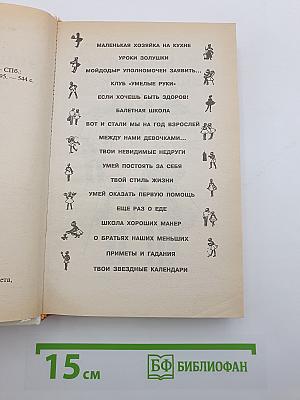 : СПб.:
95. — 544 с.
МАЛЕНЬКАЯ ХОЗЯЙКА НА КУХНЕ
УРОКИ ЗОЛУШКИ
МОЙДОДЫР УПОЛНОМОЧЕН ЗАЯВИТЬ...
КЛУБ «УМЕЛЫЕ РУКИ»
ЕСЛИ ХОЧЕШЬ БЫТЬ ЗДОРОВ!
БАЛЕТНАЯ ШКОЛА
ВОТ И СТАЛИ МЫ НА ГОД ВЗРОСЛЕЙ
МЕЖДУ НАМИ ДЕВОЧКАМИ...
ТВОИ НЕВИДИМЫЕ НЕДРУГИ
УМЕЙ ПОСТОЯТЬ ЗА СЕБЯ
ТВОЙ СТИЛЬ ЖИЗНИ
УМЕЙ ОКАЗАТЬ ПЕРВУЮ ПОМОЩЬ
ЕЩЕ РАЗ О ЕДЕ
ШКОЛА ХОРОШИХ МАНЕР
О БРАТЬЯХ НАШИХ МЕНЬШИХ
ПРИМЕТЫ И ГАДАНИЯ
ТВОИ ЗВЕЗДНЫЕ КАЛЕНДАРИ
15 см
БФ БИБЛИОФАН